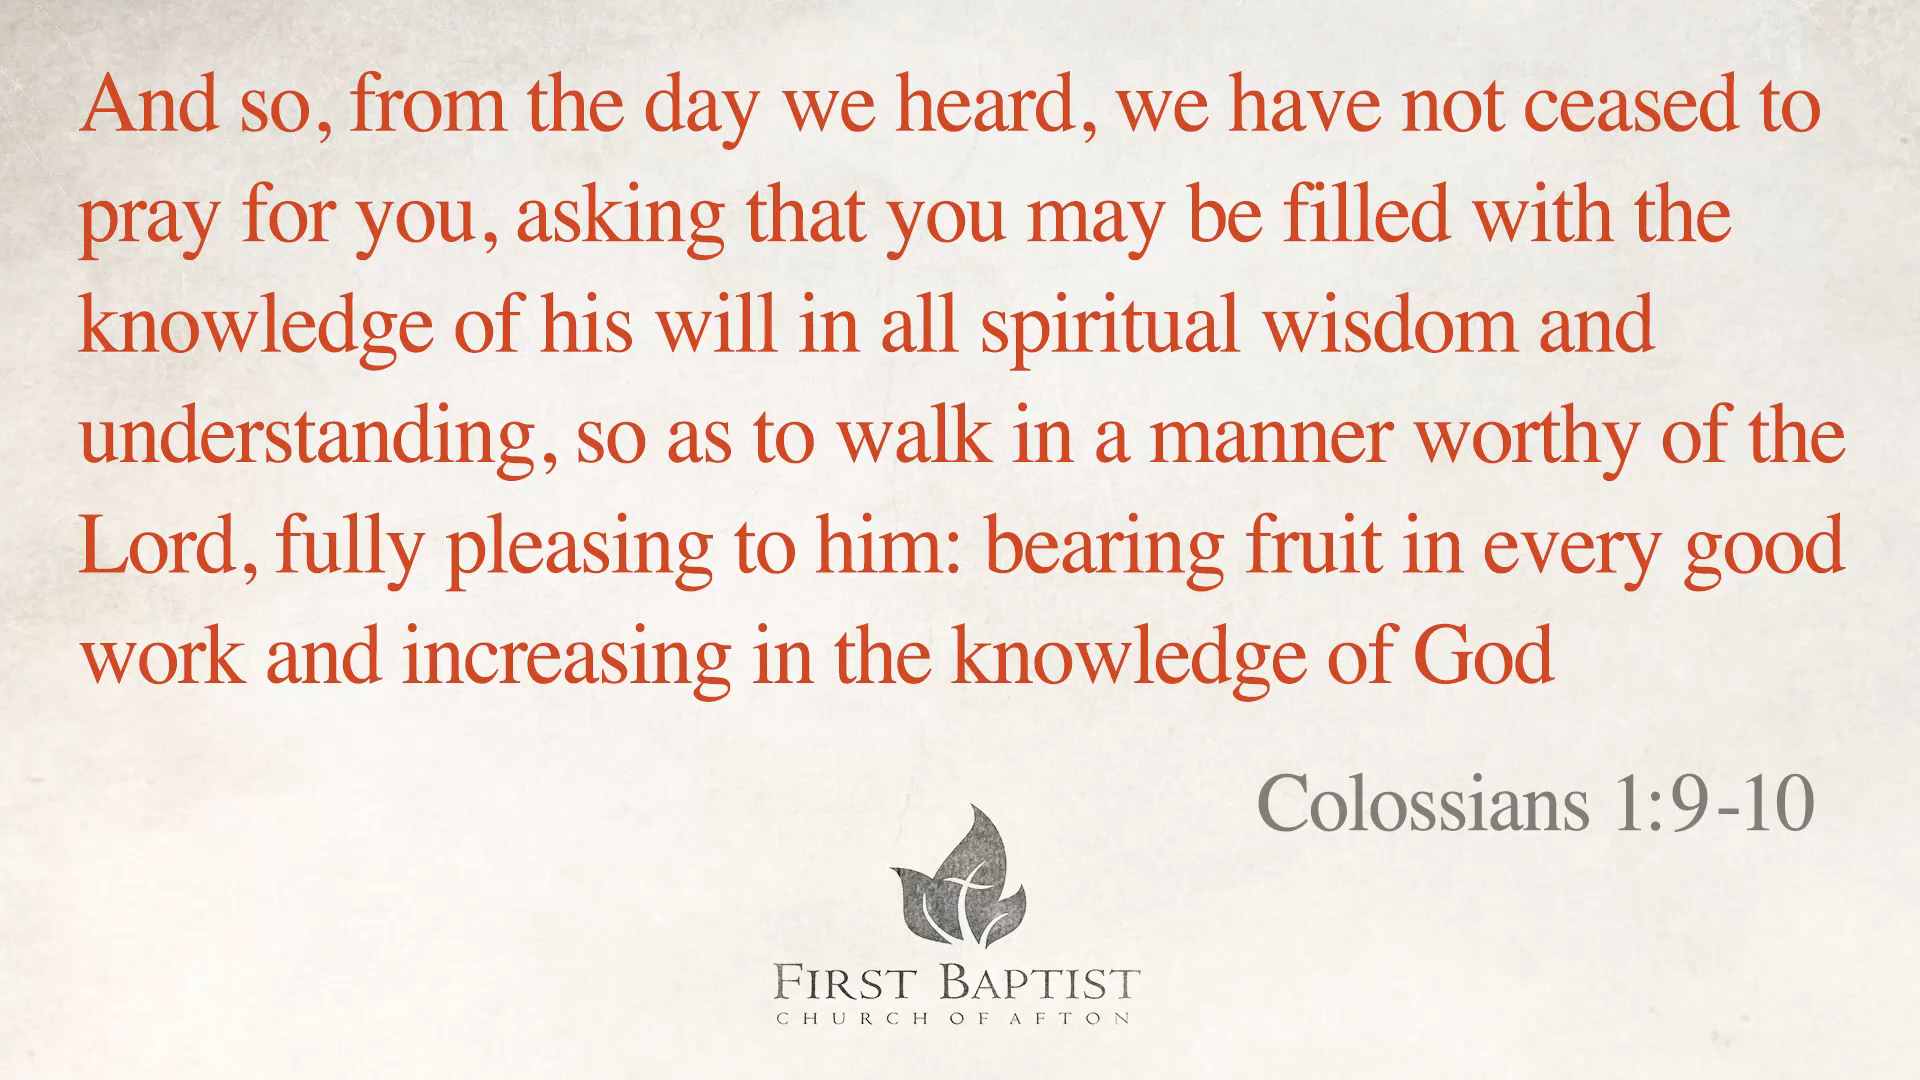 And so, from the day we heard, we have not ceased to
pray for you, asking that you may be filled with the
knowledge of his will in all spiritual wisdom and
understanding, so as to walk in a manner worthy of the
Lord, fully pleasing to him: bearing fruit in every good
work and increasing in the knowledge of God
Colossians 1:9-10
FIRST BAPTIST
CHURCH OF AFTON